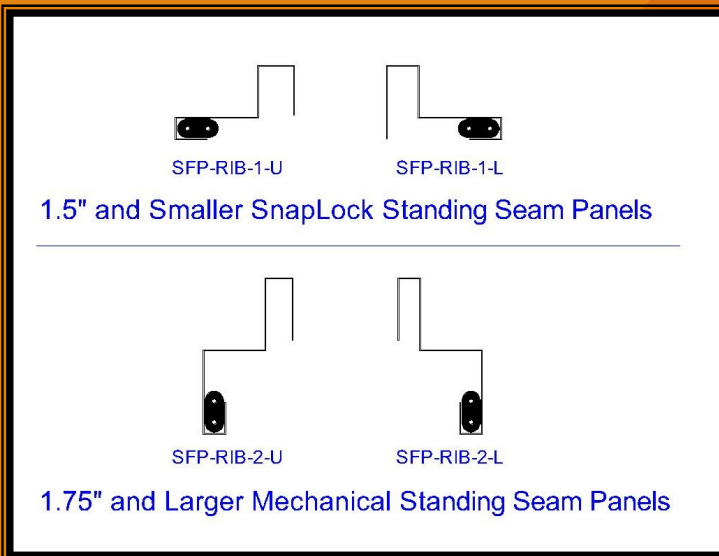 SFP-RIB-1-U SFP-RIB-1-L
1.5" and Smaller SnapLock Standing Seam Panels
SFP-RIB-2-U SFP-RIB-2-L
1.75" and Larger Mechanical Standing Seam Panels